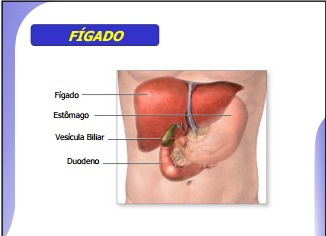 FÍGADO
Fígado
Estômago
Vesícula Biliar
Duodeno